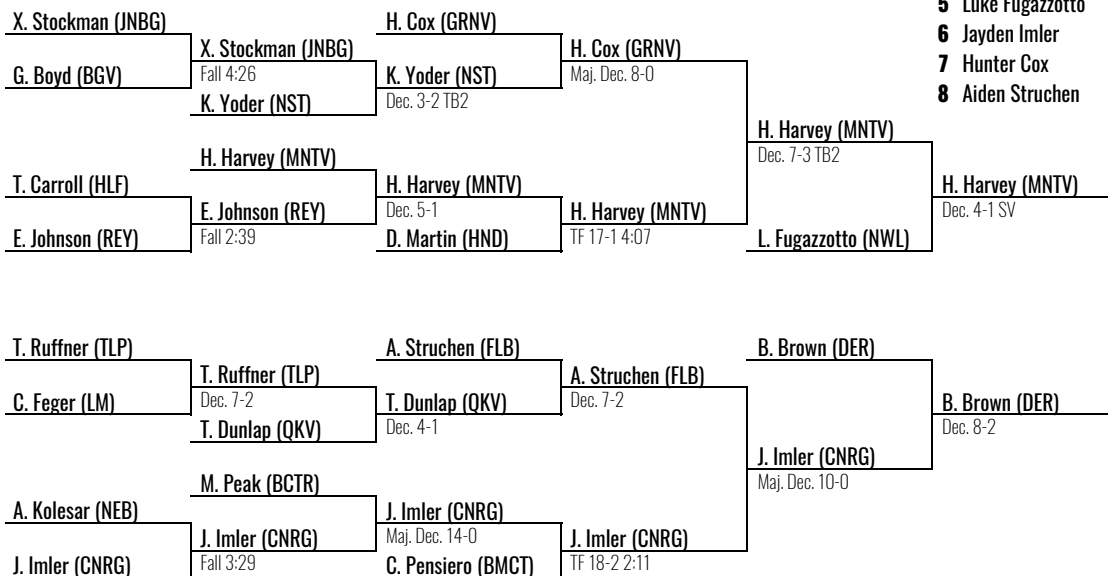 5 Luke Fugazzotto
6 Jayden Imler
7 Hunter Cox
8 Aiden Struchen
X. Stockman (JNBG)
G. Boyd (BGV)
X. Stockman (JNBG)
Fall 4:26
K. Yoder (NST)
H. Cox (GRNV)
K. Yoder (NST)
Dec. 3-2 TB2
H. Cox (GRNV)
Maj. Dec. 8-0
H. Harvey (MNTV)
T. Carroll (HLF)
E. Johnson (REY)
E. Johnson (REY)
Fall 2:39
H. Harvey (MNTV)
Dec. 5-1
D. Martin (HND)
H. Harvey (MNTV)
TF 17-1 4:07
H. Harvey (MNTV)
Dec. 7-3 TB2
L. Fugazzotto (NWL)
H. Harvey (MNTV)
Dec. 4-1 SV
T. Ruffner (TLP)
C. Feger (LM)
T. Ruffner (TLP)
Dec. 7-2
T. Dunlap (QKV)
A. Struchen (FLB)
T. Dunlap (QKV)
Dec. 4-1
A. Struchen (FLB)
Dec. 7-2
M. Peak (BCTR)
A. Kolesar (NEB)
J. Imler (CNRG)
J. Imler (CNRG)
Fall 3:29
J. Imler (CNRG)
Maj. Dec. 14-0
C. Pensiero (BMCT)
J. Imler (CNRG)
TF 18-2 2:11
B. Brown (DER)
J. Imler (CNRG)
Maj. Dec. 10-0
B. Brown (DER)
Dec. 8-2